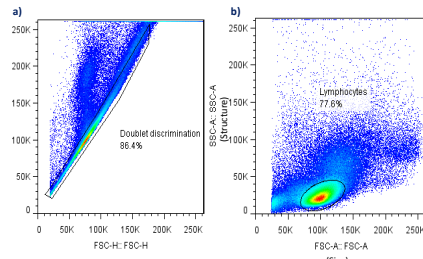 a)
250K
200K
150K
100K
50K
0
Doublet discrimination
86.4%
0 50K 100K 150K 200K 250K
FSC-H:: FSC-H
b)
SSC-A:: SSC-A
(Structure)
250K
200K
150K
100K
50K
0
Lymphocytes
77.6%
0 50K 100K 150K 200K 250K
FSC-A:: FSC-A